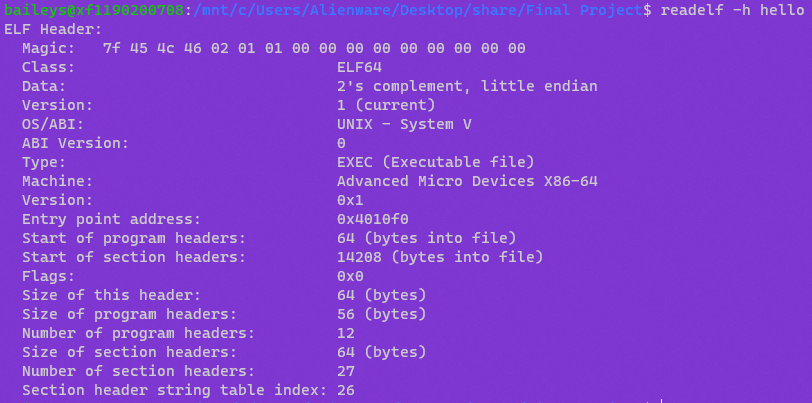 baileys@xf1190200708:/mnt/c/Users/Alienware/Desktop/share/Final Project$ readelf -h hello
ELF Header:
  Magic:   7f 45 4c 46 02 01 01 00 00 00 00 00 00 00 00 00
  Class:                             ELF64
  Data:                              2's complement, little endian
  Version:                           1 (current)
  OS/ABI:                            UNIX - System V
  ABI Version:                       0
  Type:                              EXEC (Executable file)
  Machine:                           Advanced Micro Devices X86-64
  Version:                           0x1
  Entry point address:               0x4010f0
  Start of program headers:          64 (bytes into file)
  Start of section headers:          14208 (bytes into file)
  Flags:                             0x0
  Size of this header:               64 (bytes)
  Size of program headers:           56 (bytes)
  Number of program headers:         12
  Size of section headers:           64 (bytes)
  Number of section headers:         27
  Section header string table index: 26